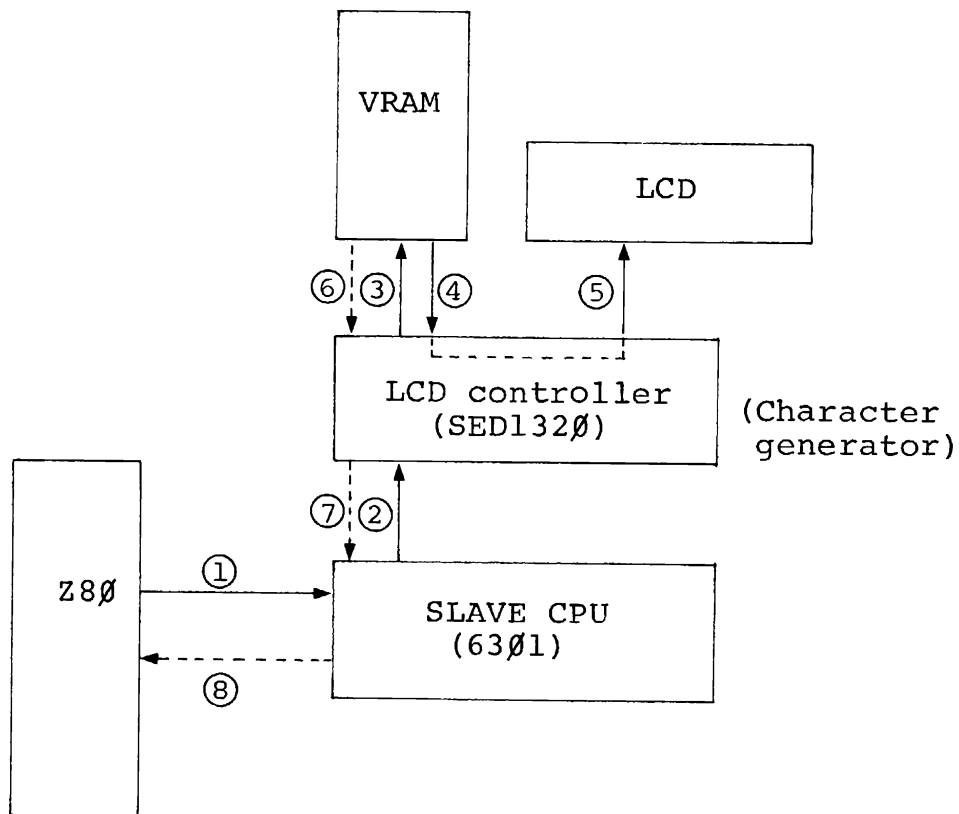 VRAM
LCD
⑥ ③ ④ ⑤
LCD controller
(SED132Ø)
(Character
generator)
⑦ ②
①
Z8Ø
SLAVE CPU
(63Ø1)
⑧